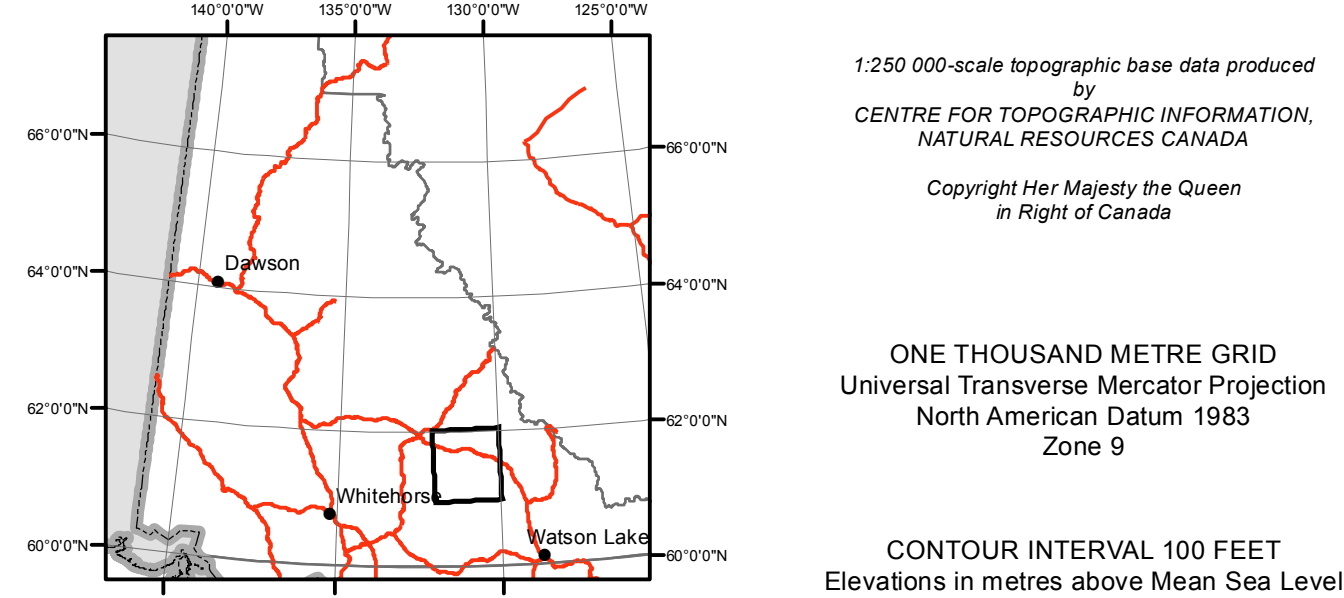 140°0'0"W 135°0'0"W 130°0'0"W 125°0'0"W
66°0'0"N
66°0'0"N
Dawson
64°0'0"N
64°0'0"N
62°0'0"N
62°0'0"N
Whitehorse
Watson Lake
60°0'0"N
60°0'0"N
1:250 000-scale topographic base data produced
by
CENTRE FOR TOPOGRAPHIC INFORMATION,
NATURAL RESOURCES CANADA
Copyright Her Majesty the Queen
in Right of Canada
ONE THOUSAND METRE GRID
Universal Transverse Mercator Projection
North American Datum 1983
Zone 9
CONTOUR INTERVAL 100 FEET
Elevations in metres above Mean Sea Level